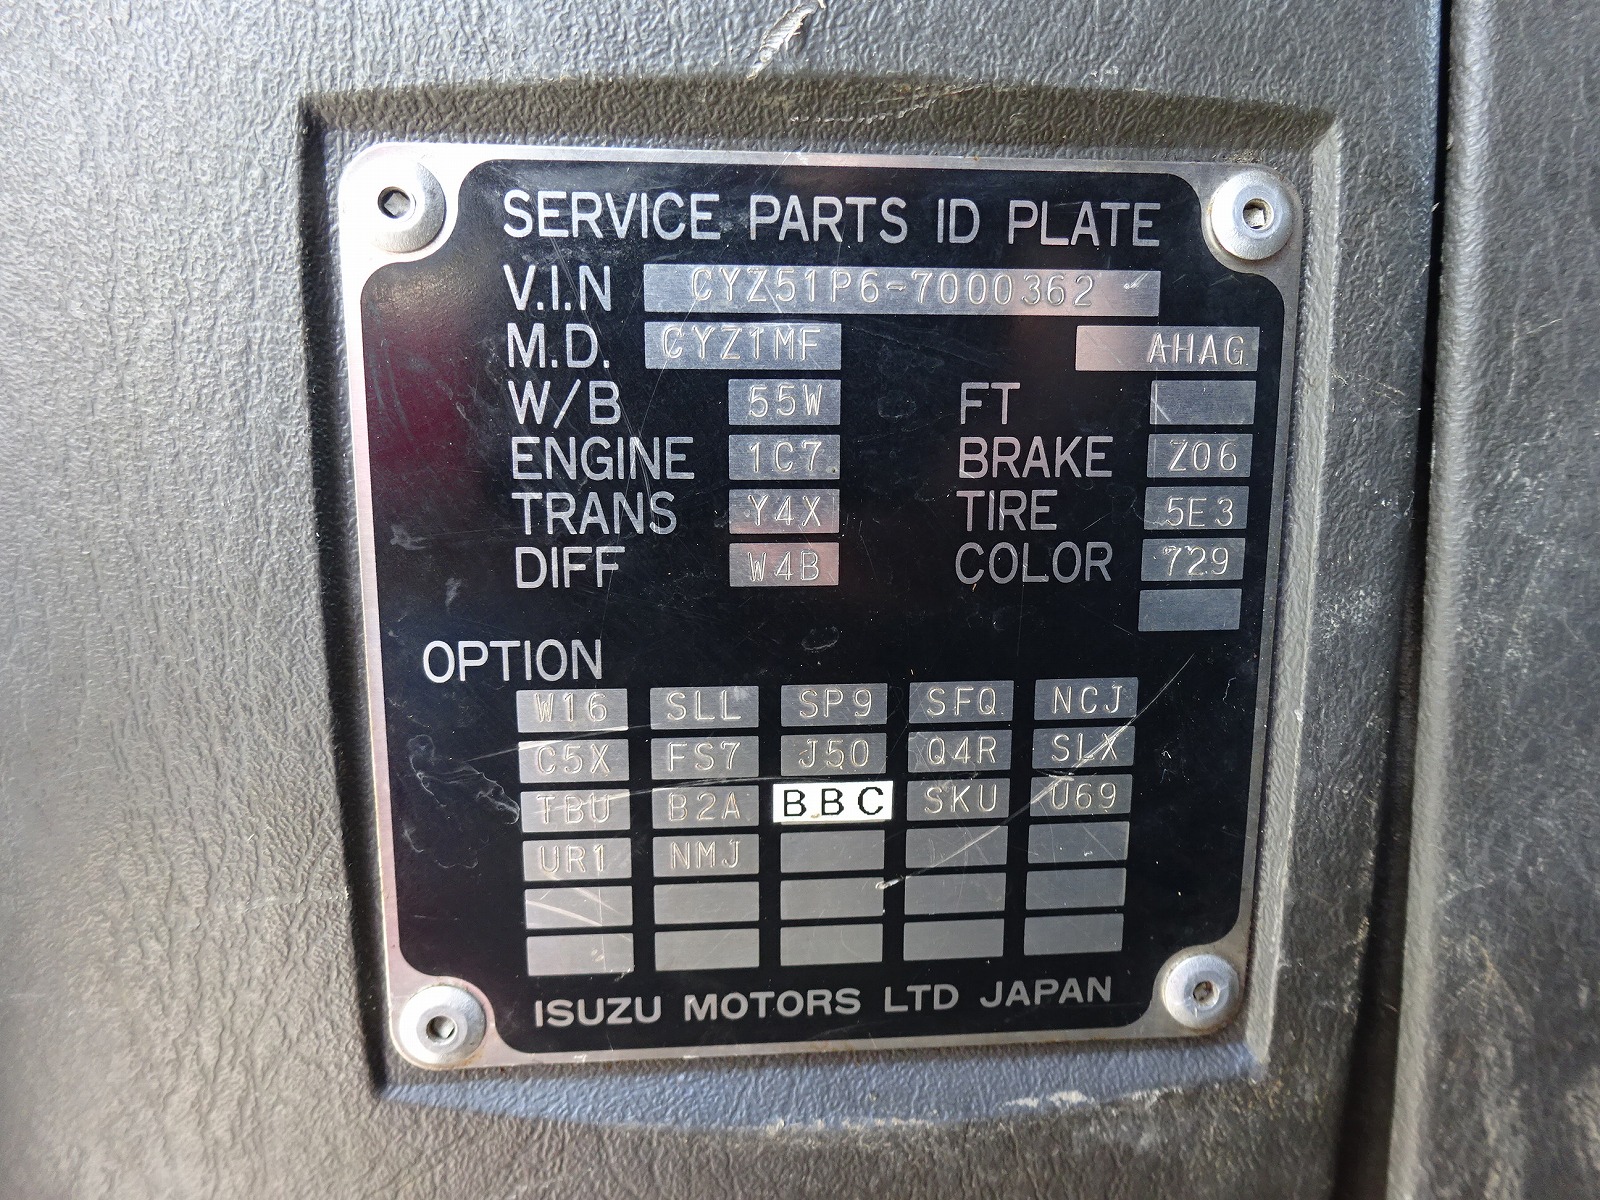 SERVICE PARTS ID PLATE
V.I.N CYZ51P6-7000362
M.D. CYZ1MF AHAG
W/B 55W FT
ENGINE 1C7 BRAKE Z06
TRANS Y4X TIRE 5E3
DIFF W4B COLOR 729
OPTION
W16 SLL SP9 SFQ NCJ
C5X FS7 J50 Q4R SLX
TBU B2A BBC SKU U69
UR1 NMJ
ISUZU MOTORS LTD JAPAN